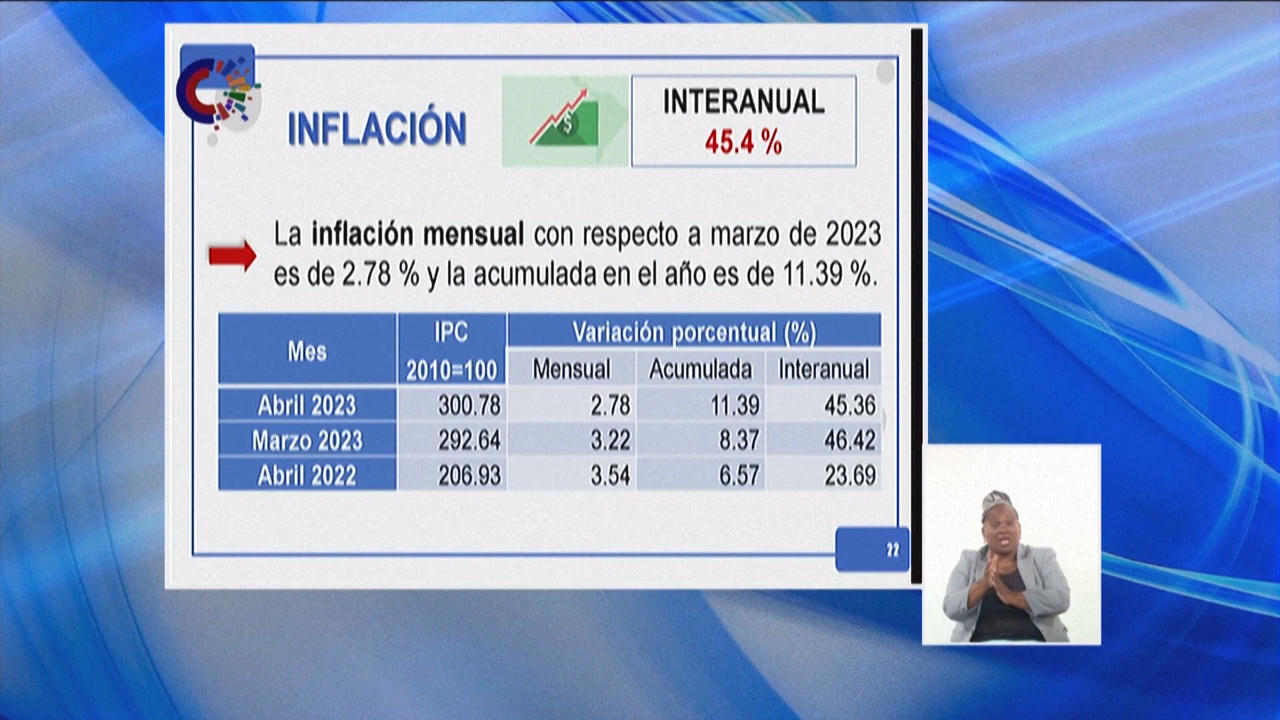 INFLACIÓN
INTERANUAL
45.4 %
La inflación mensual con respecto a marzo de 2023
es de 2.78 % y la acumulada en el año es de 11.39 %.
Mes
IPC
2010=100
Variación porcentual (%)
Mensual Acumulada Interanual
Abril 2023 300.78 2.78 11.39 45.36
Marzo 2023 292.64 3.22 8.37 46.42
Abril 2022 206.93 3.54 6.57 23.69
22